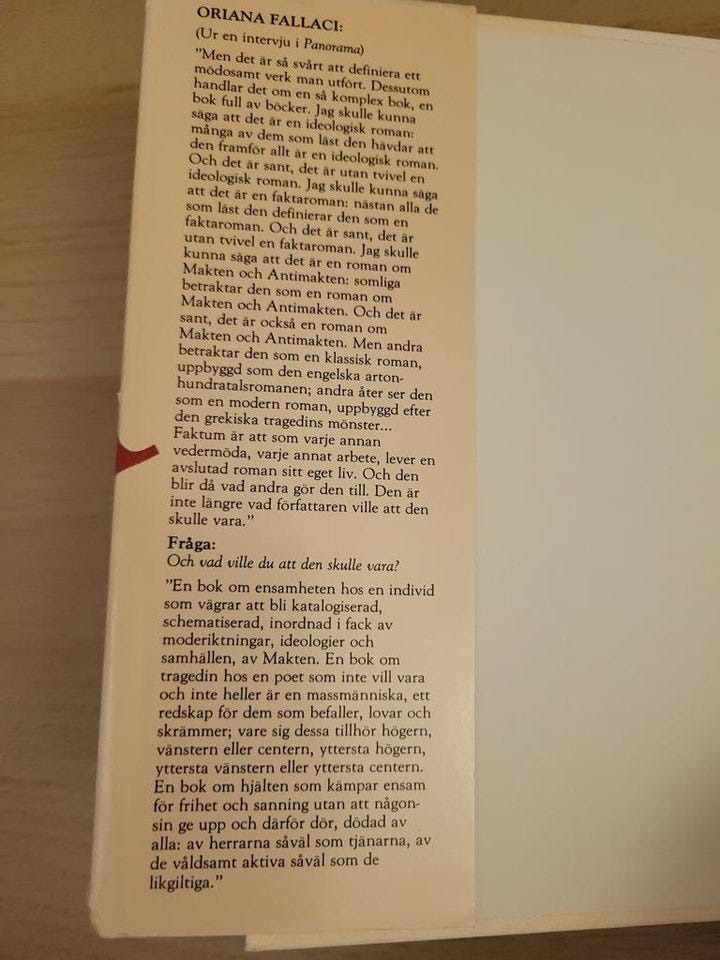 ORIANA FALLACI:
(Ur en intervju i Panorama)
"Men det är så svårt att definiera ett
mödosamt verk man utfört. Dessutom
handlar det om en så komplex bok, en
bok full av böcker. Jag skulle kunna
säga att det är en ideologisk roman:
många av dem som läst den hävdar att
den framför allt är en ideologisk roman.
Och det är sant, det är utan tvivel en
ideologisk roman. Jag skulle kunna säga
att det är en faktaroman: nästan alla de
som läst den definierar den som en
faktaroman. Och det är sant, det är
utan tvivel en faktaroman. Jag skulle
kunna säga att det är en roman om
Makten och Antimakten: somliga
betraktar den som en roman om
Makten och Antimakten. Och det är
sant, det är också en roman om
Makten och Antimakten. Men andra
betraktar den som en klassisk roman,
uppbyggd som den engelska arton-
hundratalsromanen; andra åter ser den
som en modern roman, uppbyggd efter
den grekiska tragedins mönster...
Faktum är att som varje annan
vedermöda, varje annat arbete, lever en
avslutad roman sitt eget liv. Och den
blir då vad andra gör den till. Den är
inte längre vad författaren ville att den
skulle vara."
Fråga:
Och vad ville du att den skulle vara?
"En bok om ensamheten hos en individ
som vägrar att bli katalogiserad,
schematiserad, inordnad i fack av
moderiktningar, ideologier och
samhällen, av Makten. En bok om
tragedin hos en poet som inte vill vara
och inte heller är en massmänniska, ett
redskap för dem som befaller, lovar och
skrämmer; vare sig dessa tillhör högern,
vänstern eller centern, yttersta högern,
yttersta vänstern eller yttersta centern.
En bok om hjälten som kämpar ensam
för frihet och sanning utan att någon-
sin ge upp och därför dör, dödad av
alla: av herrarna såväl som tjänarna, av
de våldsamt aktiva såväl som de
likgiltiga."